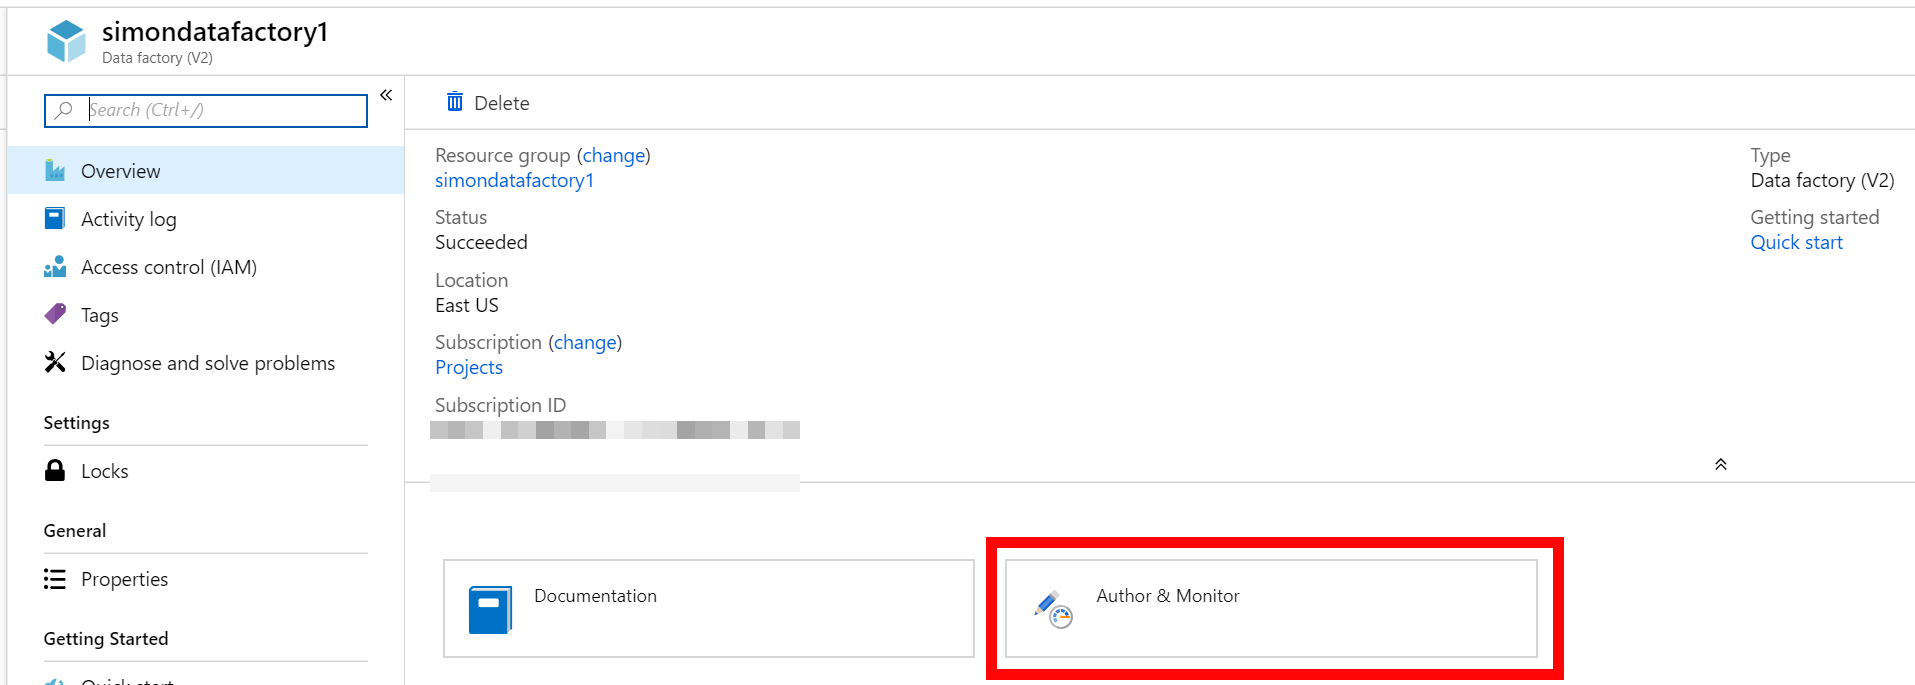 simondatafactory1
Data factory (V2)
Search (Ctrl+/)
«
Overview
Activity log
Access control (IAM)
Tags
Diagnose and solve problems
Settings
Locks
General
Properties
Getting Started
Quick start
Delete
Resource group (change)
simondatafactory1
Status
Succeeded
Location
East US
Subscription (change)
Projects
Subscription ID
Type
Data factory (V2)
Getting started
Quick start
Documentation
Author & Monitor